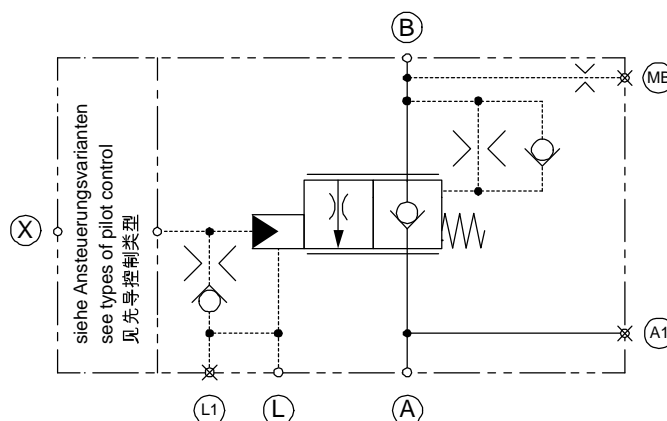 B
MB
siehe Ansteuerungsvarianten
see types of pilot control
见先导控制类型
X
A1
L1
L
A